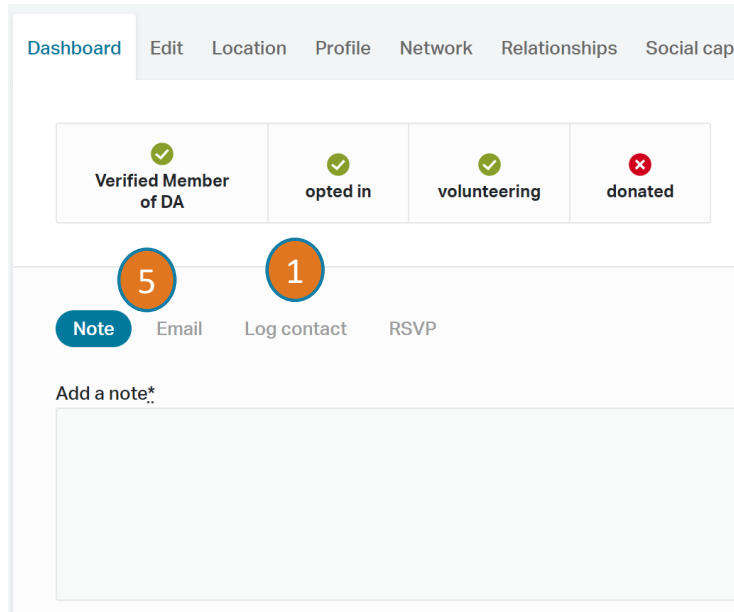 Dashboard Edit Location Profile Network Relationships Social cap
Verified Member
of DA
opted in
volunteering
donated
5 1
Note Email Log contact RSVP
Add a note*